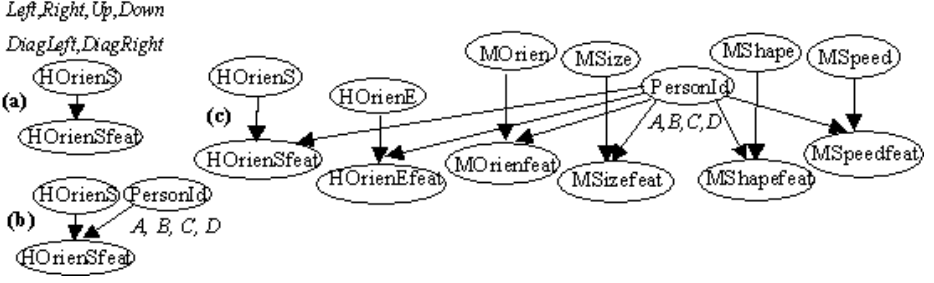 Left,Right,Up,Down
DiagLeft,DiagRight
(a)
HOrienS
HOrienSfeat
(b)
HOrienS
PersonId
A, B, C, D
HOrienSfeat
(c)
HOrienS
HOrienE
MOrien
MSize
PersonId
A,B,C,D
MShape
MSpeed
HOrienSfeat
HOrienEfeat
MOrienfeat
MSizefeat
MShapefeat
MSpeedfeat